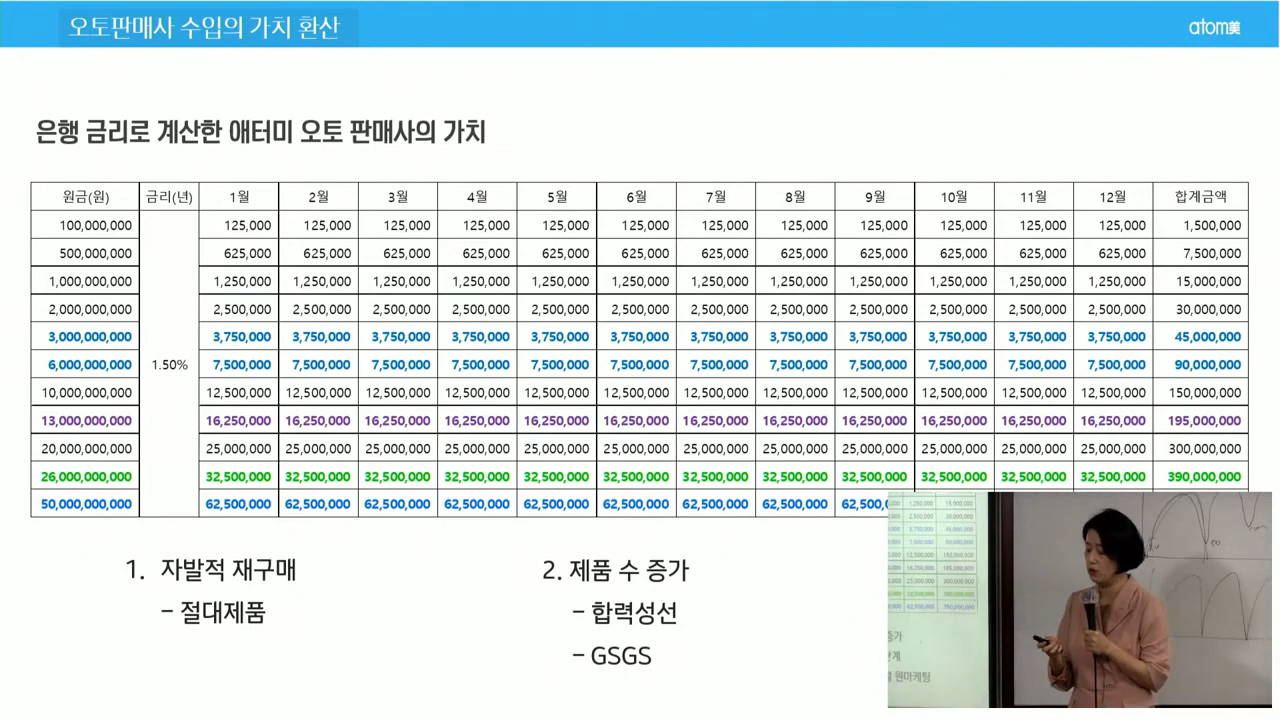 오토판매사 수입의 가치 환산
atom美
은행 금리로 계산한 애터미 오토 판매사의 가치
원금(원) 금리(년) 1월 2월 3월 4월 5월 6월 7월 8월 9월 10월 11월 12월 합계금액
100,000,000 125,000 125,000 125,000 125,000 125,000 125,000 125,000 125,000 125,000 125,000 125,000 125,000 1,500,000
500,000,000 625,000 625,000 625,000 625,000 625,000 625,000 625,000 625,000 625,000 625,000 625,000 625,000 7,500,000
1,000,000,000 1,250,000 1,250,000 1,250,000 1,250,000 1,250,000 1,250,000 1,250,000 1,250,000 1,250,000 1,250,000 1,250,000 1,250,000 15,000,000
2,000,000,000 2,500,000 2,500,000 2,500,000 2,500,000 2,500,000 2,500,000 2,500,000 2,500,000 2,500,000 2,500,000 2,500,000 2,500,000 30,000,000
3,000,000,000 3,750,000 3,750,000 3,750,000 3,750,000 3,750,000 3,750,000 3,750,000 3,750,000 3,750,000 3,750,000 3,750,000 3,750,000 45,000,000
6,000,000,000 1.50% 7,500,000 7,500,000 7,500,000 7,500,000 7,500,000 7,500,000 7,500,000 7,500,000 7,500,000 7,500,000 7,500,000 7,500,000 90,000,000
10,000,000,000 12,500,000 12,500,000 12,500,000 12,500,000 12,500,000 12,500,000 12,500,000 12,500,000 12,500,000 12,500,000 12,500,000 12,500,000 150,000,000
13,000,000,000 16,250,000 16,250,000 16,250,000 16,250,000 16,250,000 16,250,000 16,250,000 16,250,000 16,250,000 16,250,000 16,250,000 16,250,000 195,000,000
20,000,000,000 25,000,000 25,000,000 25,000,000 25,000,000 25,000,000 25,000,000 25,000,000 25,000,000 25,000,000 25,000,000 25,000,000 25,000,000 300,000,000
26,000,000,000 32,500,000 32,500,000 32,500,000 32,500,000 32,500,000 32,500,000 32,500,000 32,500,000 32,500,000 32,500,000 32,500,000 32,500,000 390,000,000
50,000,000,000 62,500,000 62,500,000 62,500,000 62,500,000 62,500,000 62,500,000 62,500,000 62,500,000 62,500,0
1. 자발적 재구매
- 절대제품
2. 제품 수 증가
- 합력성선
- GSGS